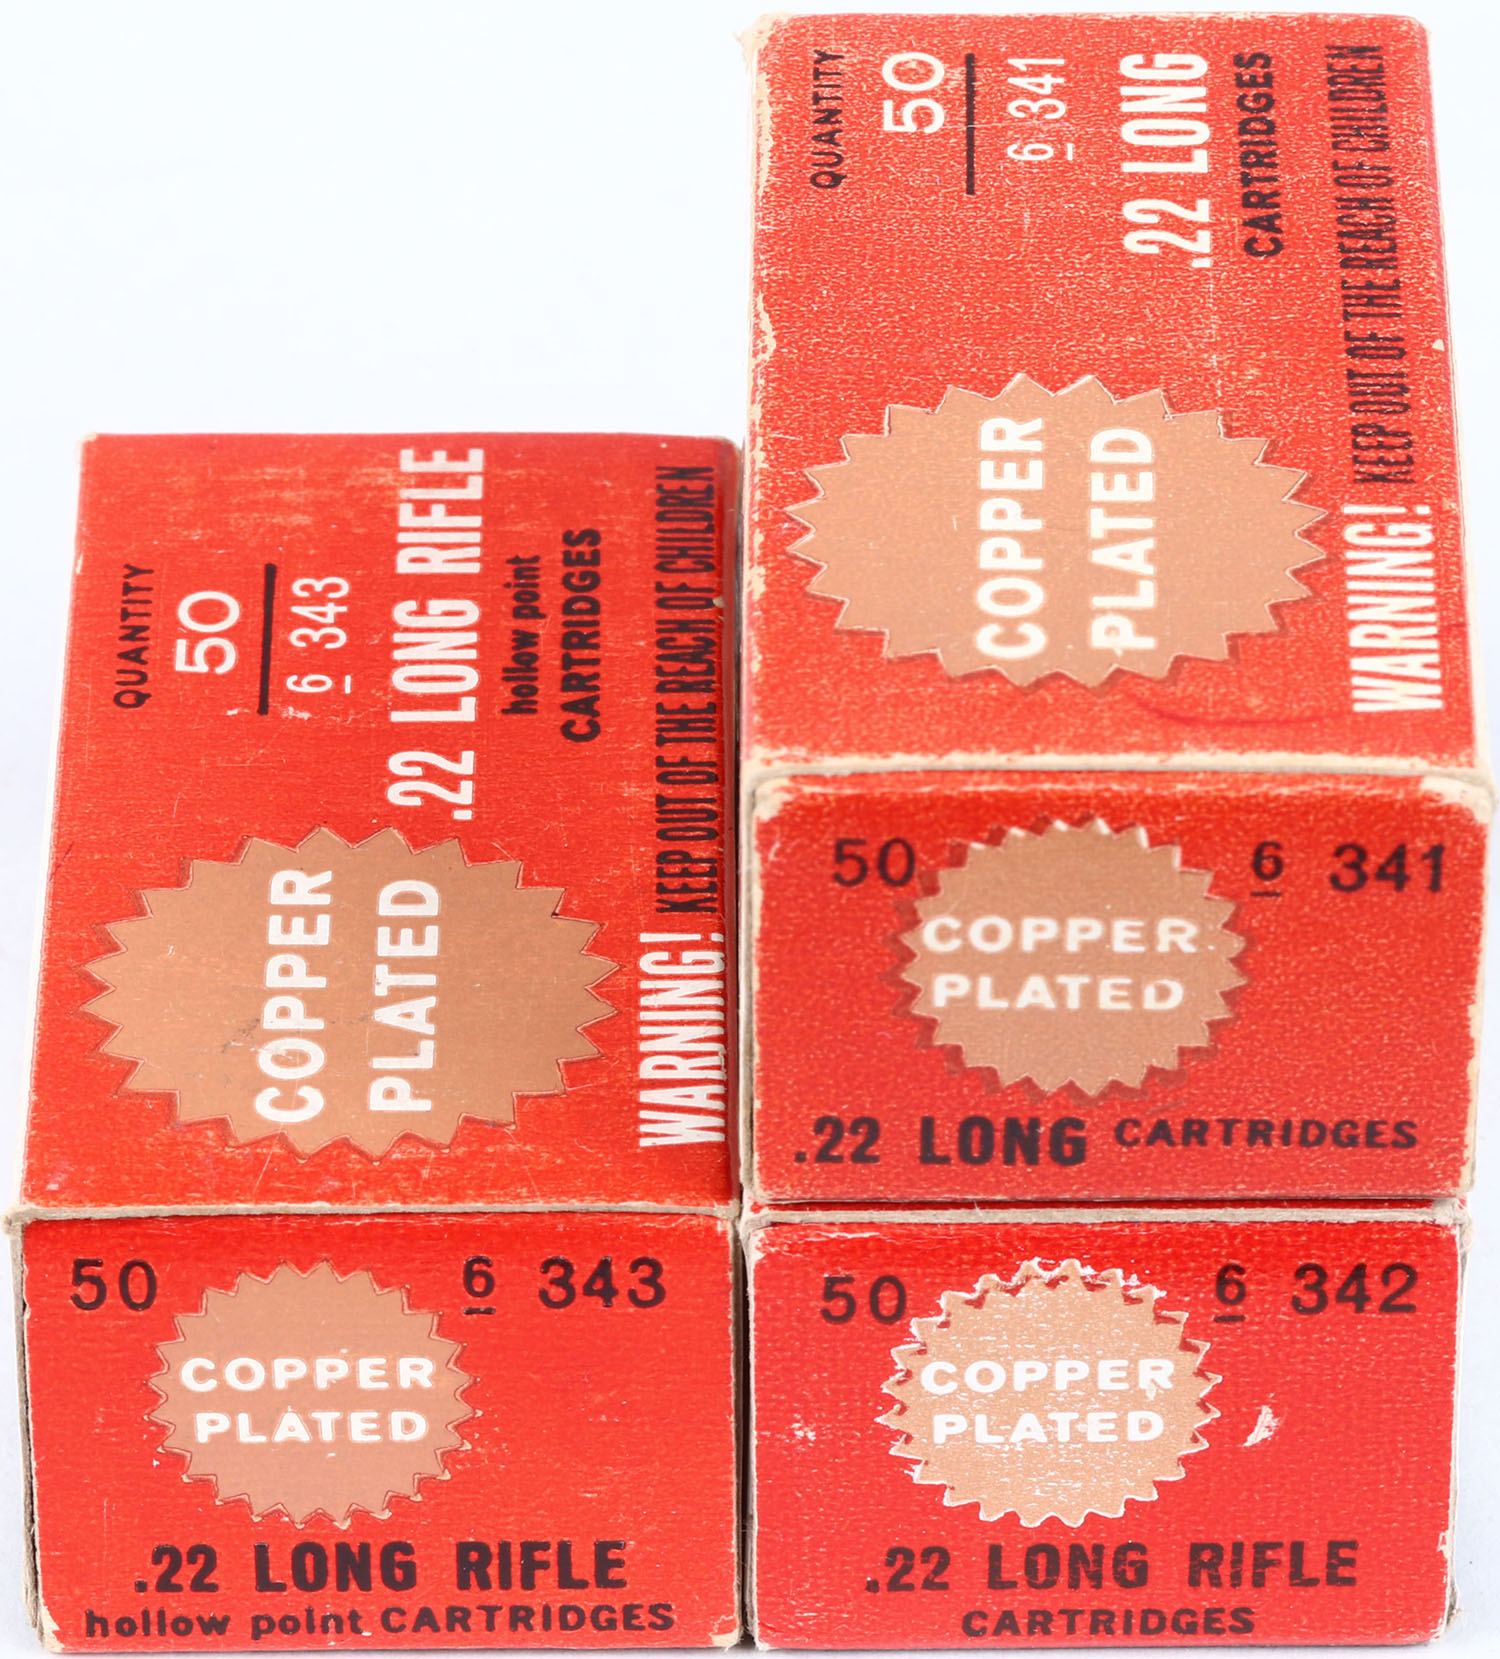 QUANTITY
50
6 343
.22 LONG RIFLE
hollow point
CARTRIDGES
COPPER
PLATED
WARNING! KEEP OUT OF THE REACH OF CHILDREN
50 6 343
COPPER
PLATED
.22 LONG RIFLE
hollow point CARTRIDGES
QUANTITY
50
6 341
.22 LONG
CARTRIDGES
COPPER
PLATED
WARNING! KEEP OUT OF THE REACH OF CHILDREN
50 6 341
COPPER
PLATED
.22 LONG CARTRIDGES
50 6 342
COPPER
PLATED
.22 LONG RIFLE
CARTRIDGES